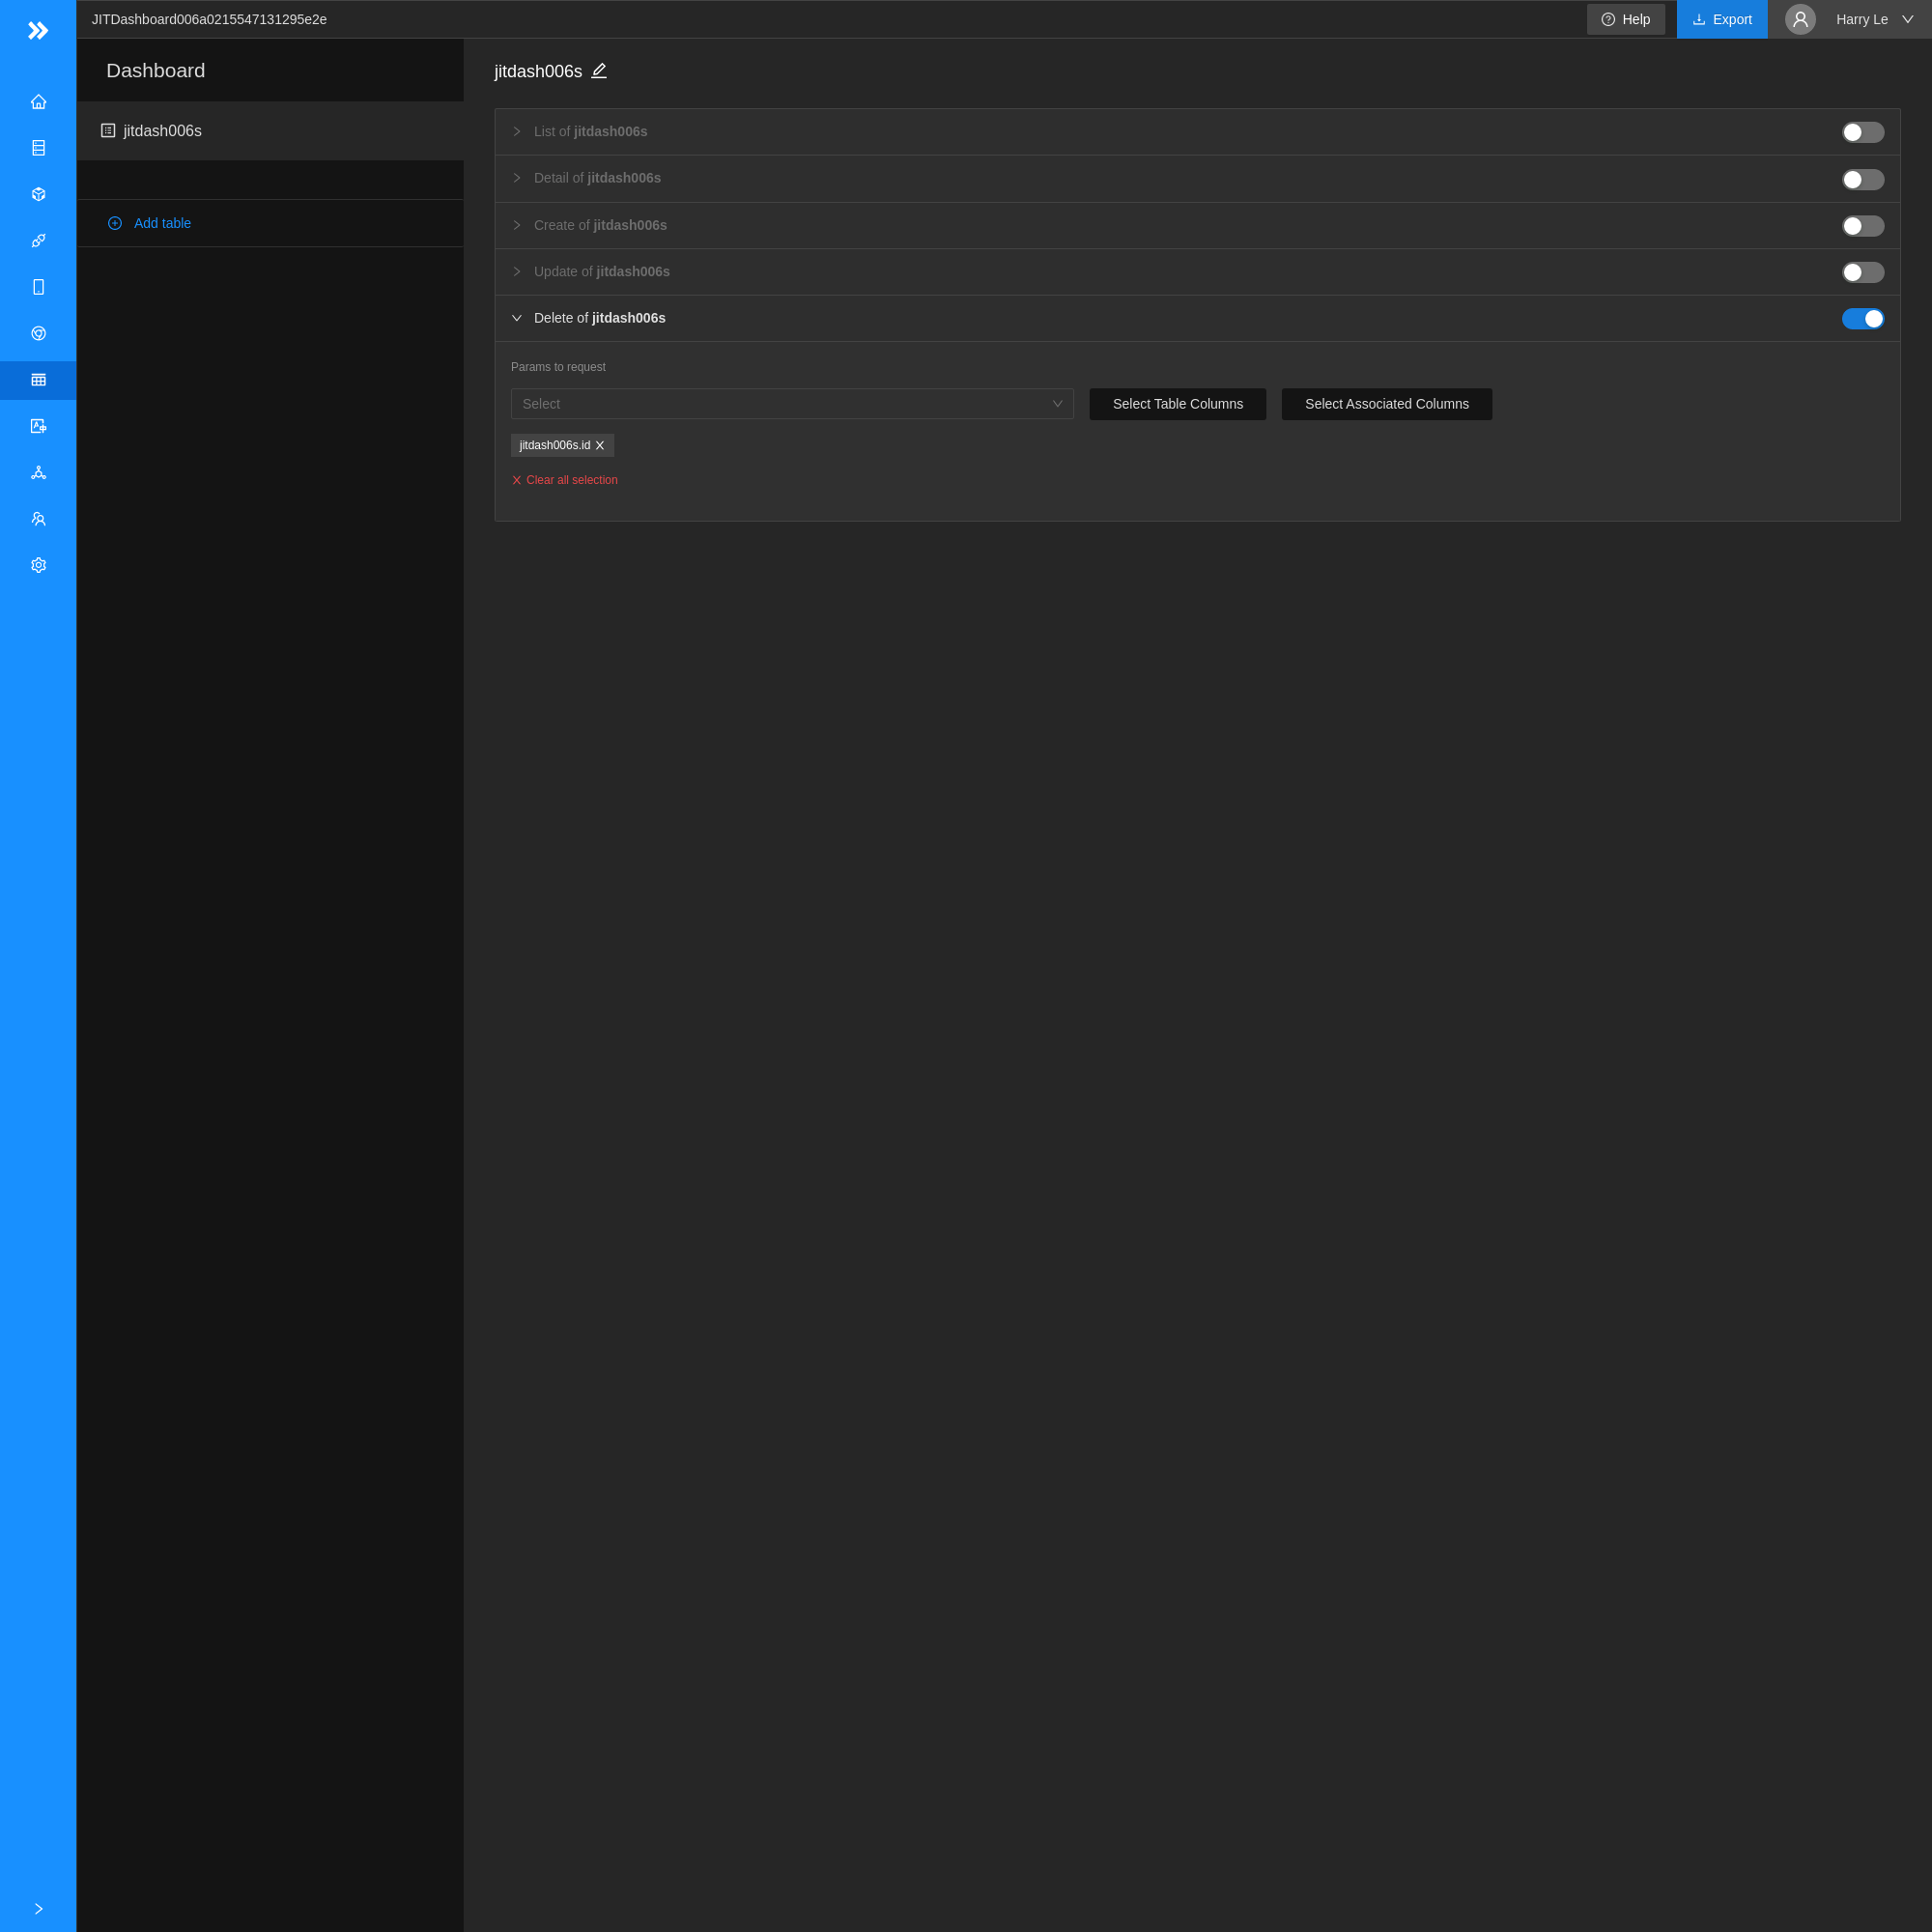 JITDashboard006a0215547131295e2e
Help
Export
Harry Le
Dashboard
jitdash006s
Add table
jitdash006s
List of jitdash006s
Detail of jitdash006s
Create of jitdash006s
Update of jitdash006s
Delete of jitdash006s
Params to request
Select
Select Table Columns
Select Associated Columns
jitdash006s.id
Clear all selection